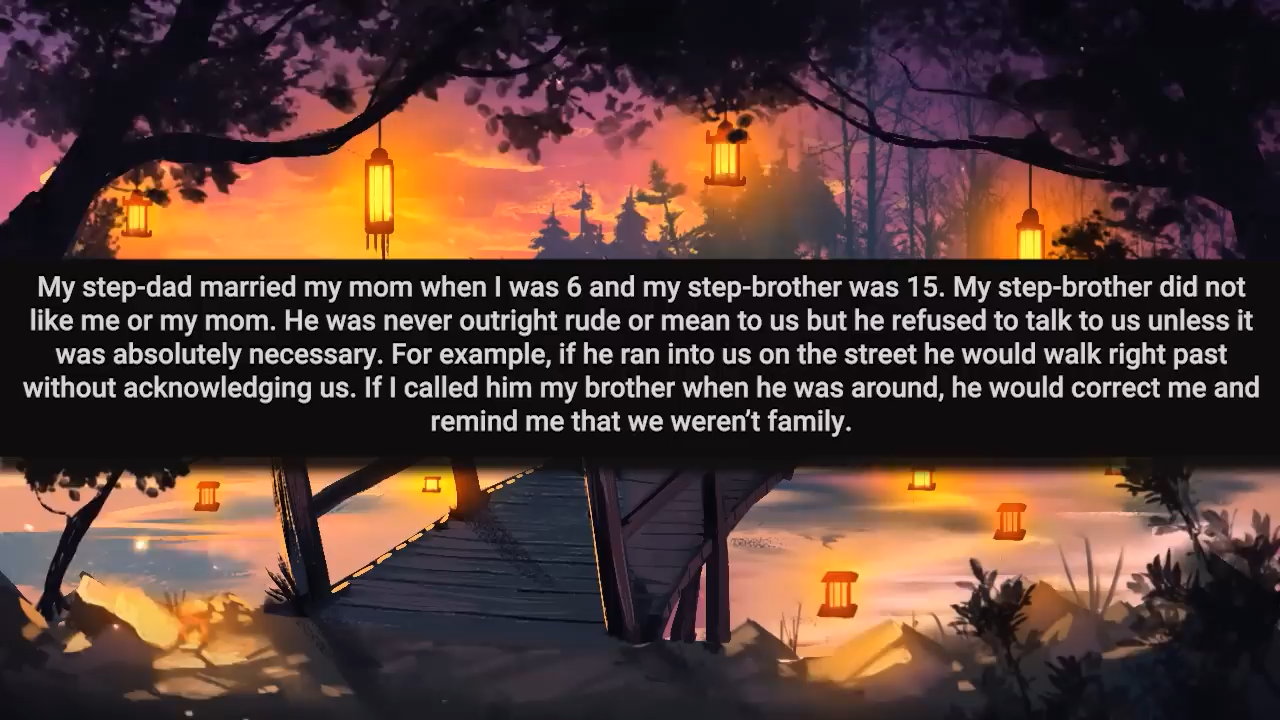 My step-dad married my mom when I was 6 and my step-brother was 15. My step-brother did not
like me or my mom. He was never outright rude or mean to us but he refused to talk to us unless it
was absolutely necessary. For example, if he ran into us on the street he would walk right past
without acknowledging us. If I called him my brother when he was around, he would correct me and
remind me that we weren’t family.